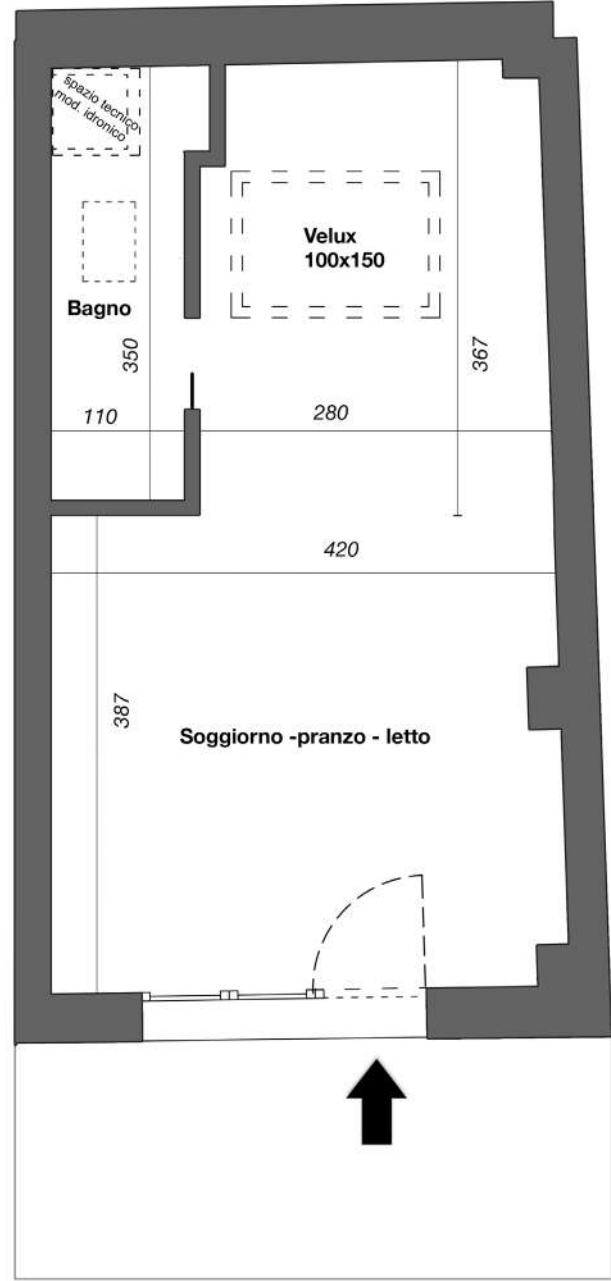 spazio tecnico
mod. idronico
Velux
100x150
Bagno
350
367
110
280
420
387
Soggiorno -pranzo - letto